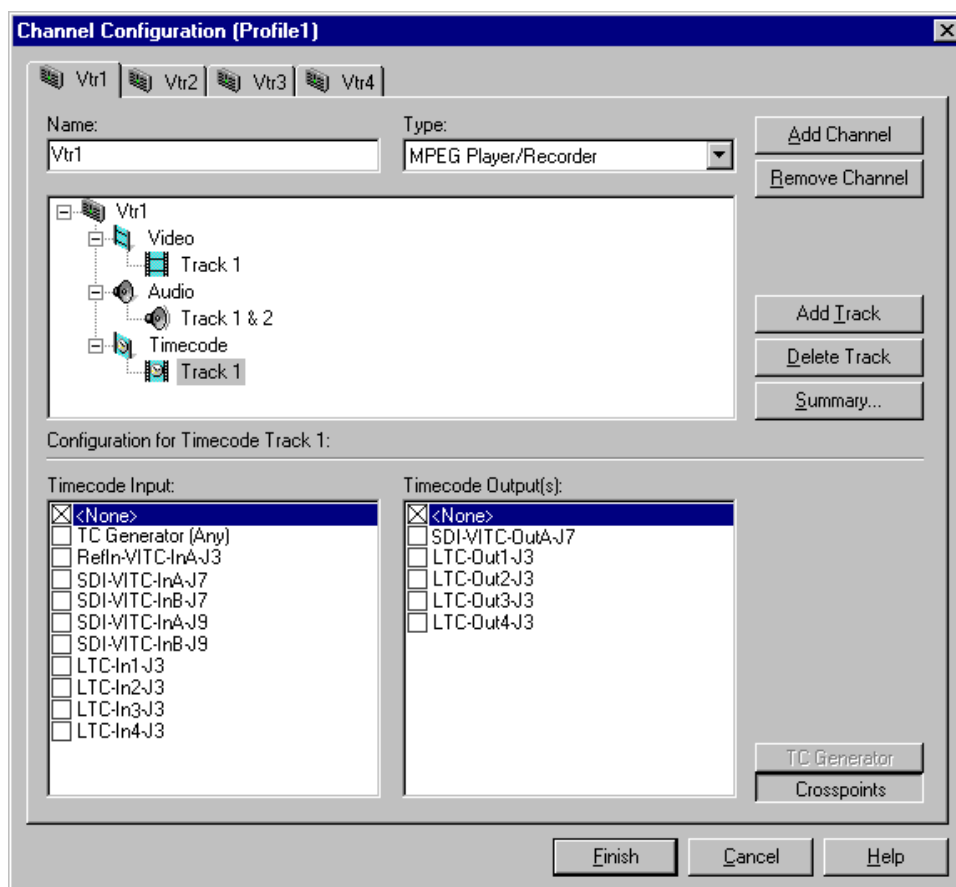 Channel Configuration (Profile1)
Vtr1 Vtr2 Vtr3 Vtr4
Name: Type:
Vtr1 MPEG Player/Recorder
Add Channel
Remove Channel
Vtr1
Video
Track 1
Audio
Track 1 & 2
Timecode
Track 1
Add Track
Delete Track
Summary...
Configuration for Timecode Track 1:
Timecode Input:
<None>
TC Generator (Any)
RefIn-VITC-InA-J3
SDI-VITC-InA-J7
SDI-VITC-InB-J7
SDI-VITC-InA-J9
SDI-VITC-InB-J9
LTC-In1-J3
LTC-In2-J3
LTC-In3-J3
LTC-In4-J3
Timecode Output(s):
<None>
SDI-VITC-OutA-J7
LTC-Out1-J3
LTC-Out2-J3
LTC-Out3-J3
LTC-Out4-J3
TC Generator
Crosspoints
Finish Cancel Help